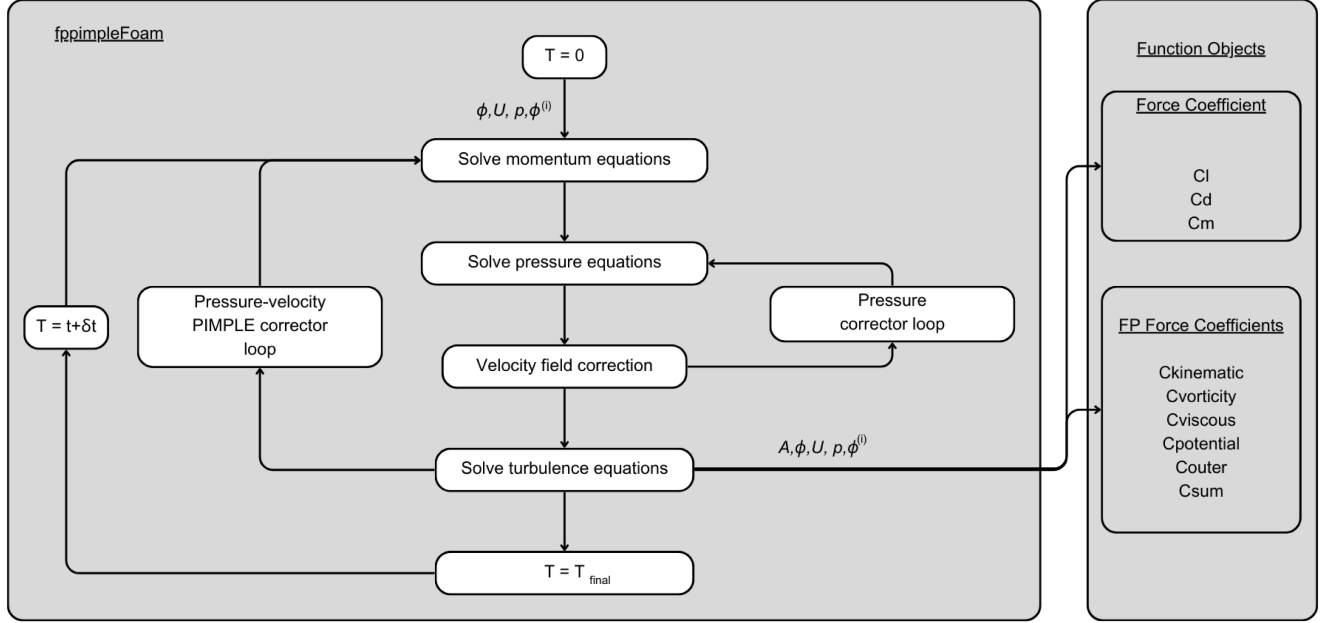 fppimpleFoam
T = 0
ϕ,U, p,ϕ⁽ⁱ⁾
Solve momentum equations
Solve pressure equations
Pressure-velocity
PIMPLE corrector
loop
T = t+δt
Pressure
corrector loop
Velocity field correction
Solve turbulence equations
A,ϕ,U, p,ϕ⁽ⁱ⁾
T = T final
Function Objects
Force Coefficient
Cl
Cd
Cm
FP Force Coefficients
Ckinematic
Cvorticity
Cviscous
Cpotential
Couter
Csum